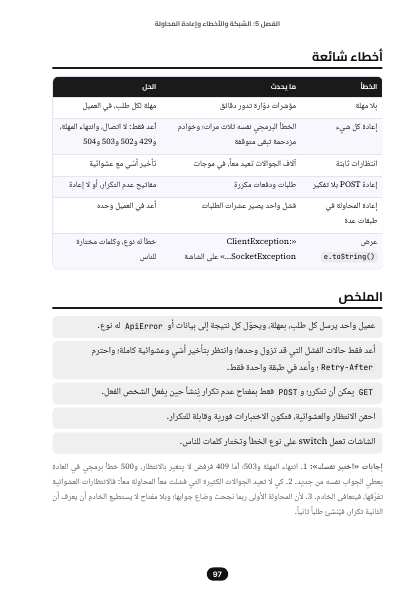 الفصل 5: الشبكة والأخطاء وإعادة المحاولة
أخطاء شائعة
الخطأ ما يحدث الحل
بلا مهلة مؤشرات دوّارة تدور دقائق مهلة لكل طلب، في العميل
إعادة كل شيء الخطأ البرمجي نفسه ثلاث مرات؛ وخوادم أعد فقط: لا اتصال، وانتهاء المهلة،
مزدحمة تبقى متوقفة و429 و502 و503 و504
انتظارات ثابتة آلاف الجوالات تعيد معاً، في موجات تأخير أسّي مع عشوائية
إعادة POST بلا تفكير طلبات ودفعات مكررة مفاتيح عدم التكرار، أو لا إعادة
إعادة المحاولة في فشل واحد يصير عشرات الطلبات أعد في العميل وحده
طبقات عدة
عرض «ClientException: خطأ له نوع، وكلمات مختارة
e.toString() SocketException…» على الشاشة للناس
الملخص
عميل واحد يرسل كل طلب، بمهلة، ويحوّل كل نتيجة إلى بيانات أو ApiError له نوع.
أعد فقط حالات الفشل التي قد تزول وحدها؛ وانتظر بتأخير أسّي وعشوائية كاملة؛ واحترم
Retry-After؛ وأعد في طبقة واحدة فقط.
GET يمكن أن تتكرر؛ و POST فقط بمفتاح عدم تكرار يُنشأ حين يفعل الشخص الفعل.
احقن الانتظار والعشوائية، فتكون الاختبارات فورية وقابلة للتكرار.
الشاشات تعمل switch على نوع الخطأ وتختار كلمات للناس.
إجابات «اختبر نفسك»: 1. انتهاء المهلة و503؛ أما 409 فرفض لا يتغير بالانتظار، و500 خطأ برمجي في العادة
يعطي الجواب نفسه من جديد. 2. كي لا تعيد الجوالات الكثيرة التي فشلت معاً المحاولة معاً؛ فالانتظارات العشوائية
تفرّقها، فيتعافى الخادم. 3. لأن المحاولة الأولى ربما نجحت وضاع جوابها؛ وبلا مفتاح لا يستطيع الخادم أن يعرف أن
الثانية تكرار، فيُنشئ طلباً ثانياً.
97